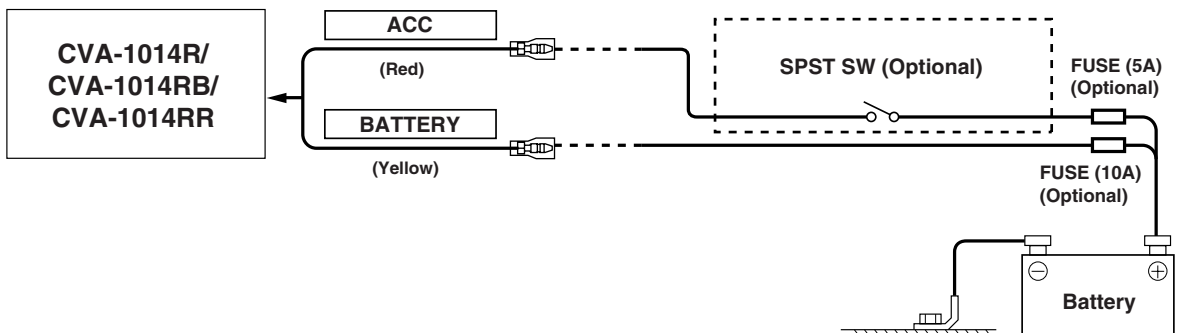 CVA-1014R/
CVA-1014RB/
CVA-1014RR
ACC
(Red)
BATTERY
(Yellow)
SPST SW (Optional)
FUSE (5A)
(Optional)
FUSE (10A)
(Optional)
Battery